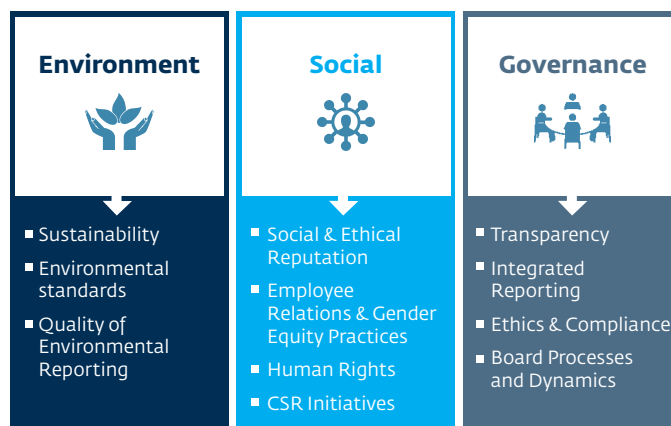 Environment
Sustainability
Environmental
standards
Quality of
Environmental
Reporting
Social
Social & Ethical
Reputation
Employee
Relations & Gender
Equity Practices
Human Rights
CSR Initiatives
Governance
Transparency
Integrated
Reporting
Ethics & Compliance
Board Processes
and Dynamics